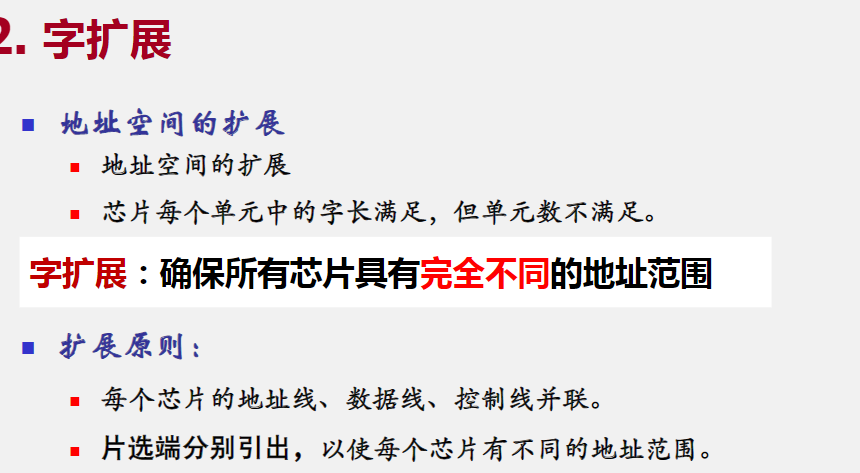 2. 字扩展
地址空间的扩展
地址空间的扩展
芯片每个单元中的字长满足，但单元数不满足。
字扩展：确保所有芯片具有完全不同的地址范围
扩展原则：
每个芯片的地址线、数据线、控制线并联。
片选端分别引出，以使每个芯片有不同的地址范围。